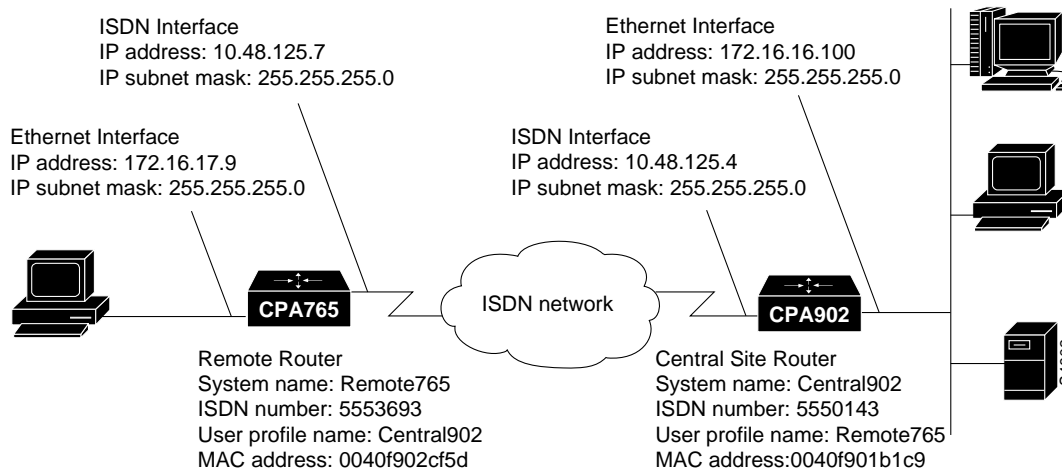 ISDN Interface
IP address: 10.48.125.7
IP subnet mask: 255.255.255.0
Ethernet Interface
IP address: 172.16.16.100
IP subnet mask: 255.255.255.0
Ethernet Interface
IP address: 172.16.17.9
IP subnet mask: 255.255.255.0
ISDN Interface
IP address: 10.48.125.4
IP subnet mask: 255.255.255.0
CPA765
ISDN network
CPA902
Remote Router
System name: Remote765
ISDN number: 5553693
User profile name: Central902
MAC address: 0040f902cf5d
Central Site Router
System name: Central902
ISDN number: 5550143
User profile name: Remote765
MAC address:0040f901b1c9